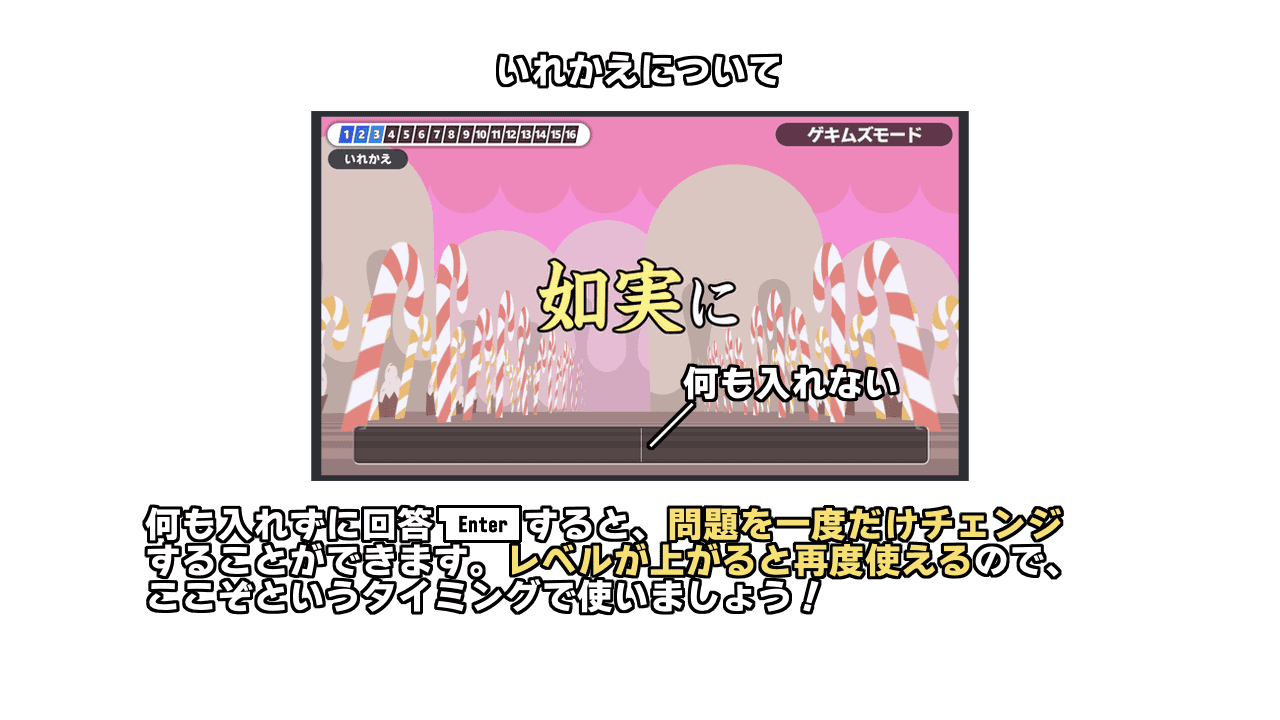 いれかえについて
1 2 3 4 5 6 7 8 9 10 11 12 13 14 15 16
ゲキムズモード
いれかえ
如実に
何も入れない
何も入れずに回答 Enter すると、問題を一度だけチェンジ
することができます。レベルが上がると再度使えるので、
ここぞというタイミングで使いましょう！